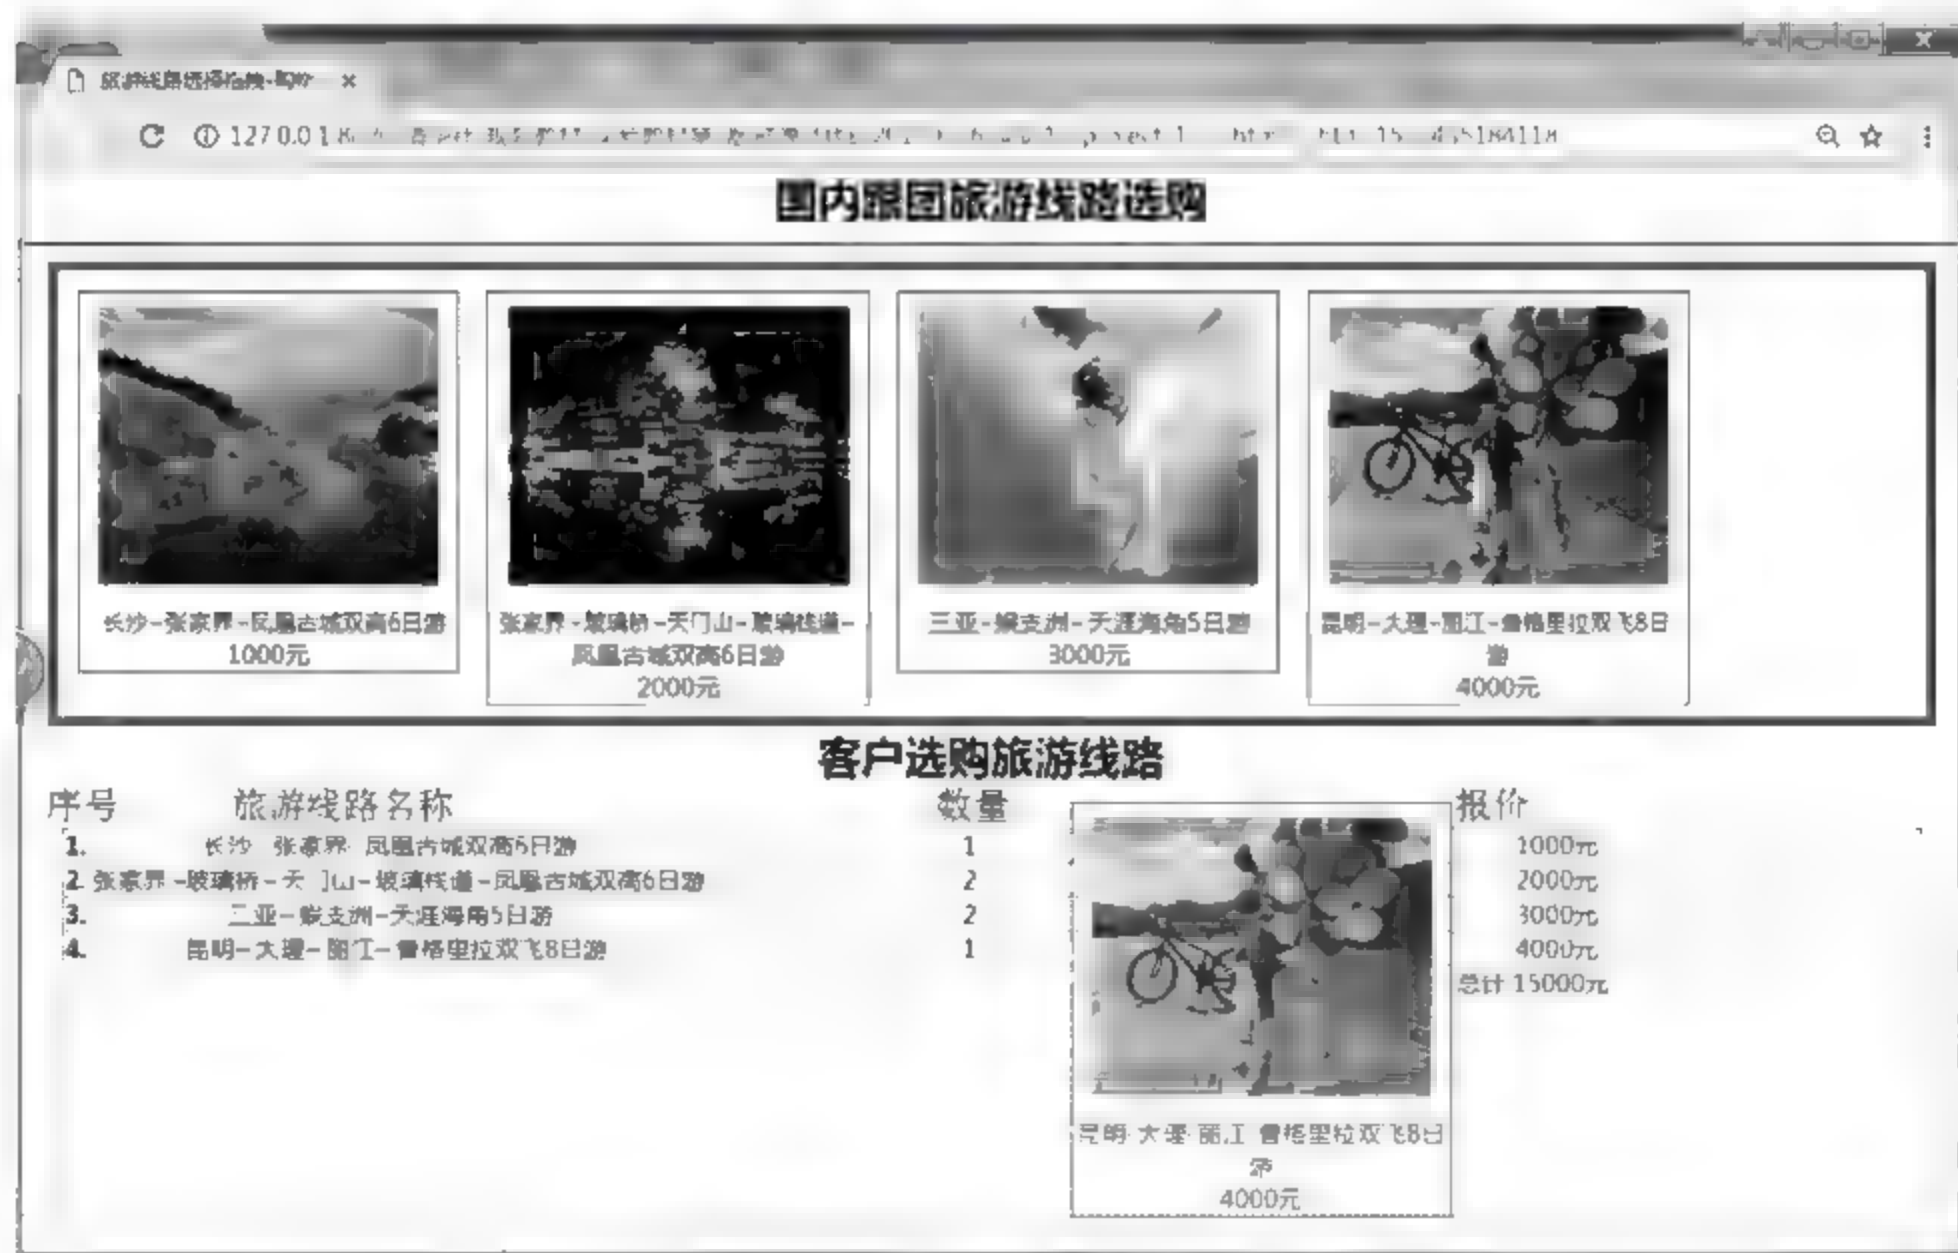 127.0.0.1
国内跟团旅游线路选购
长沙-张家界-凤凰古城双高6日游
1000元
张家界-玻璃桥-天门山-玻璃栈道-
凤凰古城双高6日游
2000元
三亚-蜈支洲-天涯海角5日游
3000元
昆明-大理-丽江-香格里拉双飞8日
游
4000元
客户选购旅游线路
序号 旅游线路名称 数量 报价
1. 长沙-张家界-凤凰古城双高6日游 1 1000元
2. 张家界-玻璃桥-天门山-玻璃栈道-凤凰古城双高6日游 2 2000元
3. 三亚-蜈支洲-天涯海角5日游 2 3000元
4. 昆明-大理-丽江-香格里拉双飞8日游 1 4000元
总计 15000元
昆明-大理-丽江-香格里拉双飞8日
游
4000元